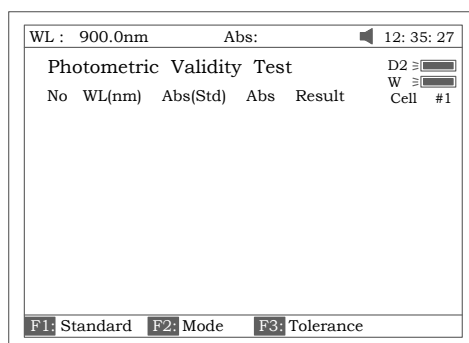 WL : 900.0nm Abs: 12: 35: 27
Photometric Validity Test D2
W
No WL(nm) Abs(Std) Abs Result Cell #1
F1: Standard F2: Mode F3: Tolerance